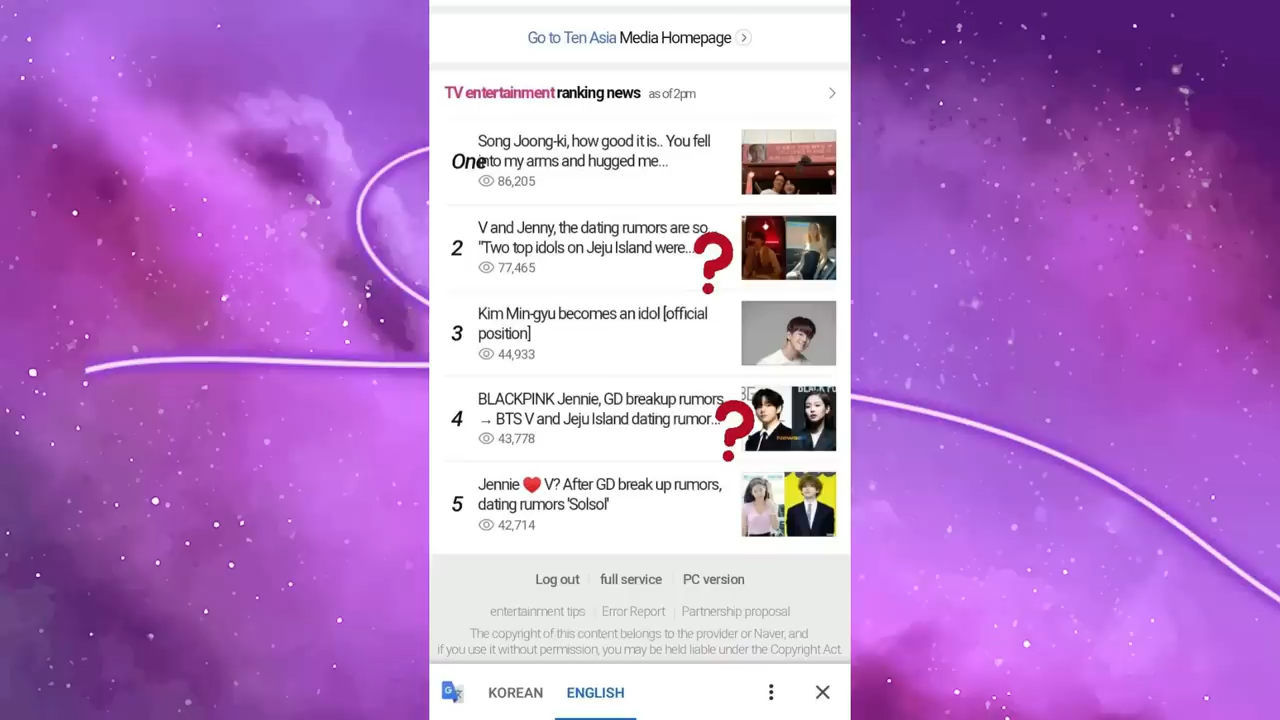 Go to Ten Asia Media Homepage
TV entertainment ranking news as of 2pm
One
Song Joong-ki, how good it is.. You fell
into my arms and hugged me...
86,205
2
V and Jenny, the dating rumors are so...
"Two top idols on Jeju Island were...
?
77,465
3
Kim Min-gyu becomes an idol [official
position]
44,933
4
BLACKPINK Jennie, GD breakup rumors
→ BTS V and Jeju Island dating rumor...
?
43,778
5
Jennie ♥ V? After GD break up rumors,
dating rumors 'Solsol'
42,714
Log out full service PC version
entertainment tips Error Report Partnership proposal
The copyright of this content belongs to the provider or Naver, and
if you use it without permission, you may be held liable under the Copyright Act.
G KOREAN ENGLISH